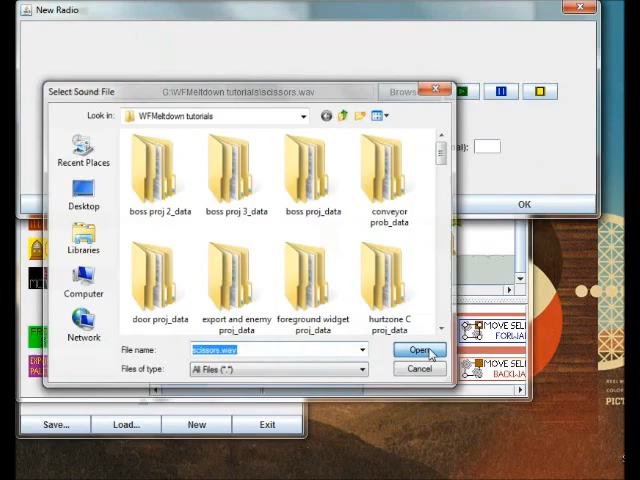 New Radio
Select Sound File
G:\WFMeltdown tutorials\scissors.wav
Brows
Look in:
WFMeltdown tutorials
Recent Places
Desktop
Libraries
Computer
Network
boss proj 2_data
boss proj 3_data
boss proj_data
conveyor
prob_data
door proj_data
export and enemy
proj_data
foreground widget
proj_data
hurtzone C
proj_data
File name:
scissors.wav
Open
Files of type:
All Files (*.*)
Cancel
nal):
OK
MOVE SEL
FORWA
MOVE SEL
BACKWA
Save...
Load...
New
Exit